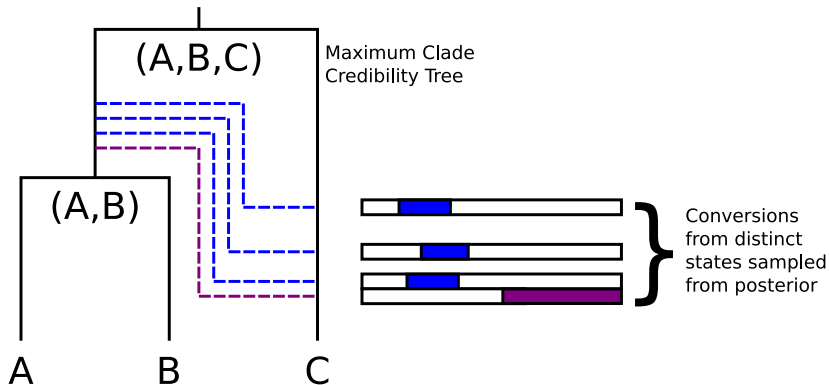 (A,B,C)
Maximum Clade
Credibility Tree
(A,B)
Conversions
from distinct
states sampled
from posterior
A
B
C